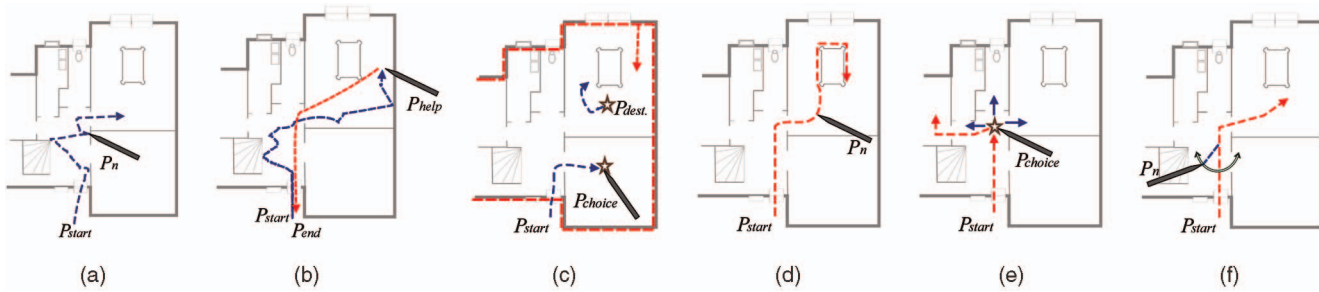 Pn
Pstart
(a)
Phelp
Pstart
Pend
(b)
Pdest.
Pchoice
Pstart
(c)
Pn
Pstart
(d)
Pchoice
Pstart
(e)
Pn
Pstart
(f)